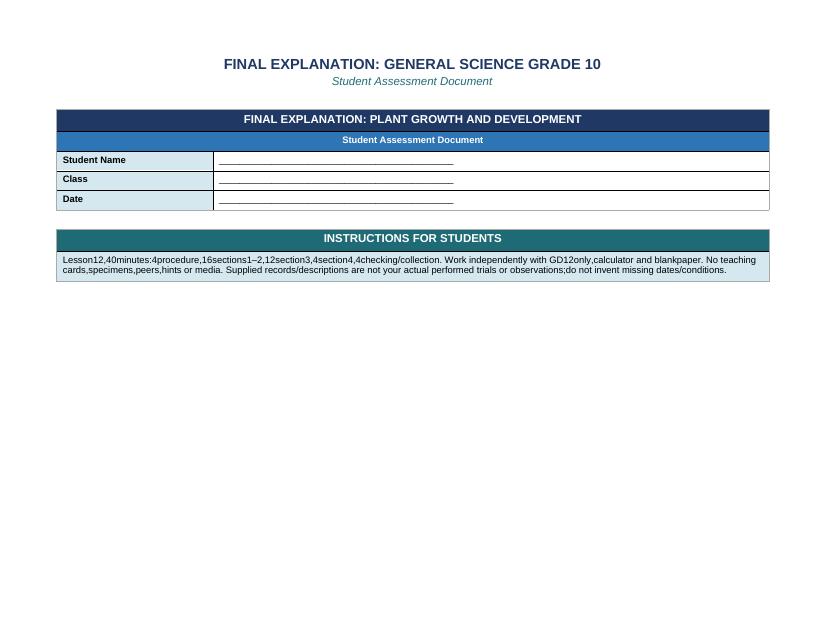 FINAL EXPLANATION: GENERAL SCIENCE GRADE 10
Student Assessment Document
FINAL EXPLANATION: PLANT GROWTH AND DEVELOPMENT
Student Assessment Document
Student Name ___________________________________________
Class ___________________________________________
Date ___________________________________________
INSTRUCTIONS FOR STUDENTS
Lesson12,40minutes:4procedure,16sections1–2,12section3,4section4,4checking/collection. Work independently with GD12only,calculator and blankpaper. No teaching
cards,specimens,peers,hints or media. Supplied records/descriptions are not your actual performed trials or observations;do not invent missing dates/conditions.